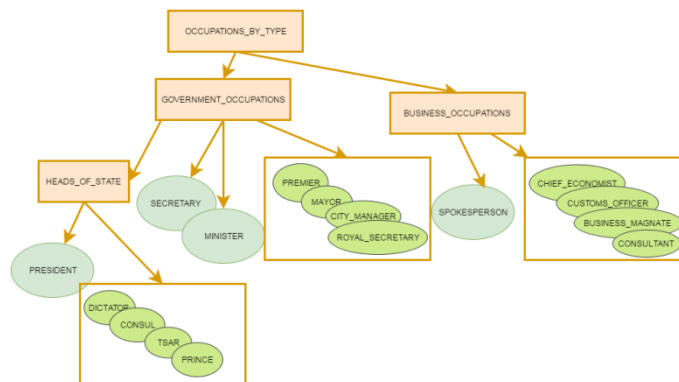 OCCUPATIONS_BY_TYPE
GOVERNMENT_OCCUPATIONS
BUSINESS_OCCUPATIONS
HEADS_OF_STATE
SECRETARY
MINISTER
PREMIER
MAYOR
CITY_MANAGER
ROYAL_SECRETARY
SPOKESPERSON
CHIEF_ECONOMIST
CUSTOMS_OFFICER
BUSINESS_MAGNATE
CONSULTANT
PRESIDENT
DICTATOR
CONSUL
TSAR
PRINCE